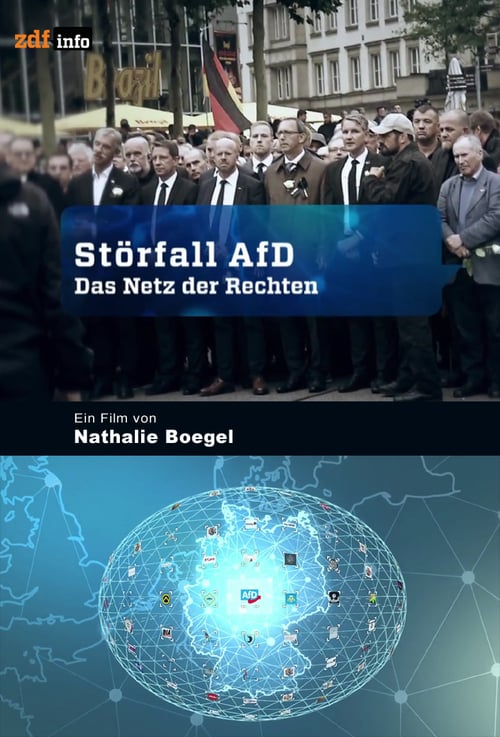 zdf info
Brazil
Störfall AfD
Das Netz der Rechten
Ein Film von
Nathalie Boegel
AfD